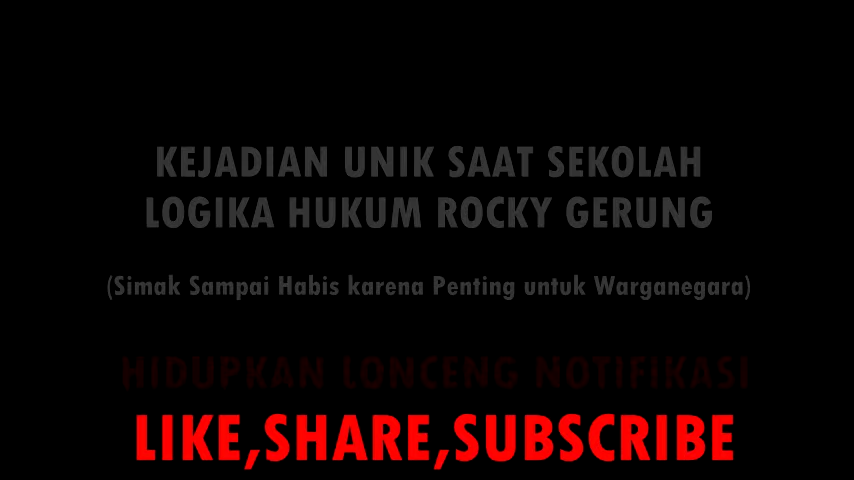 KEJADIAN UNIK SAAT SEKOLAH
LOGIKA HUKUM ROCKY GERUNG
(Simak Sampai Habis karena Penting untuk Warganegara)
HIDUPKAN LONCENG NOTIFIKASI
LIKE,SHARE,SUBSCRIBE